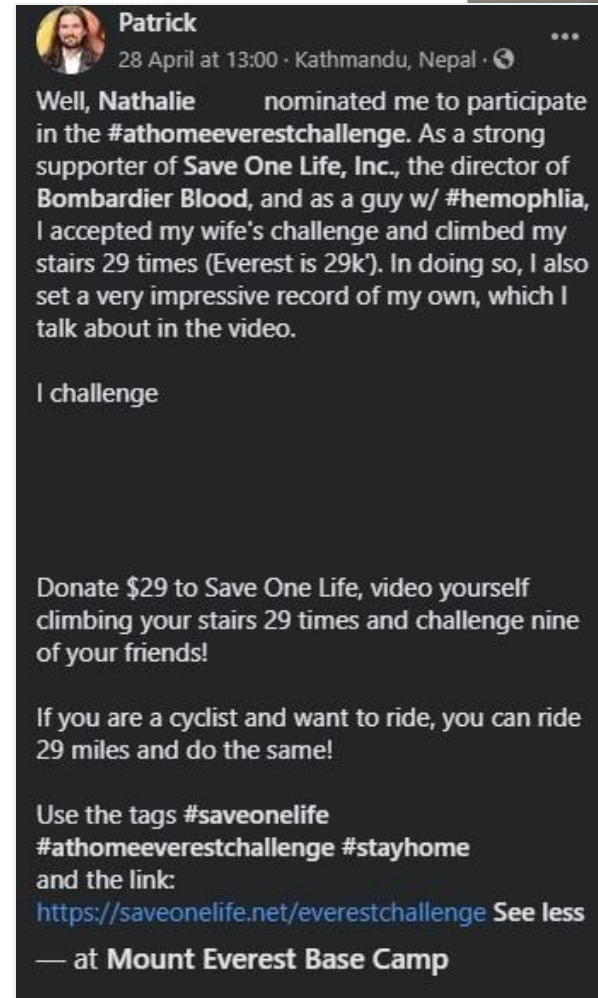 Patrick
28 April at 13:00 · Kathmandu, Nepal ·
Well, Nathalie nominated me to participate
in the #athomeeverestchallenge. As a strong
supporter of Save One Life, Inc., the director of
Bombardier Blood, and as a guy w/ #hemophlia,
I accepted my wife's challenge and climbed my
stairs 29 times (Everest is 29k'). In doing so, I also
set a very impressive record of my own, which I
talk about in the video.
I challenge
Donate $29 to Save One Life, video yourself
climbing your stairs 29 times and challenge nine
of your friends!
If you are a cyclist and want to ride, you can ride
29 miles and do the same!
Use the tags #saveonelife
#athomeeverestchallenge #stayhome
and the link:
https://saveonelife.net/everestchallenge See less
— at Mount Everest Base Camp